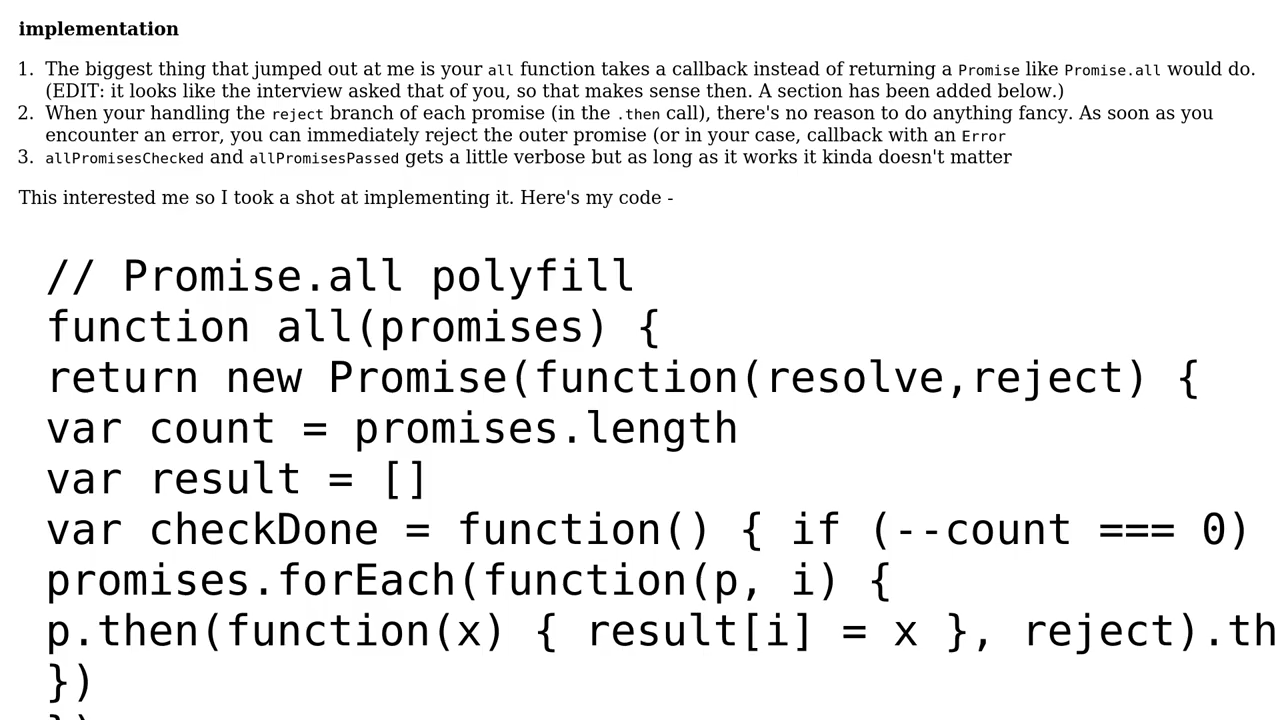 implementation
1. The biggest thing that jumped out at me is your all function takes a callback instead of returning a Promise like Promise.all would do.
(EDIT: it looks like the interview asked that of you, so that makes sense then. A section has been added below.)
2. When your handling the reject branch of each promise (in the .then call), there's no reason to do anything fancy. As soon as you
encounter an error, you can immediately reject the outer promise (or in your case, callback with an Error
3. allPromisesChecked and allPromisesPassed gets a little verbose but as long as it works it kinda doesn't matter
This interested me so I took a shot at implementing it. Here's my code -
// Promise.all polyfill
function all(promises) {
return new Promise(function(resolve,reject) {
var count = promises.length
var result = []
var checkDone = function() { if (--count === 0)
promises.forEach(function(p, i) {
p.then(function(x) { result[i] = x }, reject).th
})
})